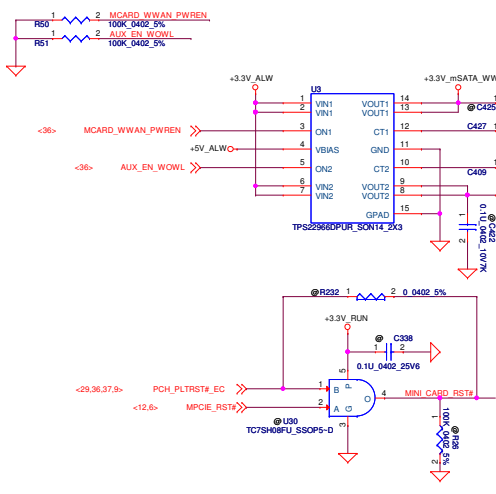 1 2 MCARD_WWAN_PWREN
R50 100K_0402_5%
1 2 AUX_EN_WOWL
R51 100K_0402_5%
+3.3V_ALW
+3.3V_mSATA_WW
U3
1 VIN1 VOUT1 14
2 VIN1 VOUT1 13
@C425
<36> MCARD_WWAN_PWREN 3 ON1 CT1 12 C427 1
+5V_ALW 4 VBIAS GND 11
<36> AUX_EN_WOWL 5 ON2 CT2 10 1
C409
6 VIN2 VOUT2 9
7 VIN2 VOUT2 8
GPAD 15
TPS22966DPUR_SON14_2X3
1 2
@C422
0.1U_0402_10V7K
@R232 1 2 0_0402_5%
+3.3V_RUN
@ C338
1 2
0.1U_0402_25V6
5
<29,36,37,9> PCH_PLTRST#_EC 1 B P
O 4 MINI_CARD_RST#
<12,6> MPCIE_RST# 2 A G
3
@U30
TC7SH08FU_SSOP5~D
1 2
@R26
100K_0402_5%